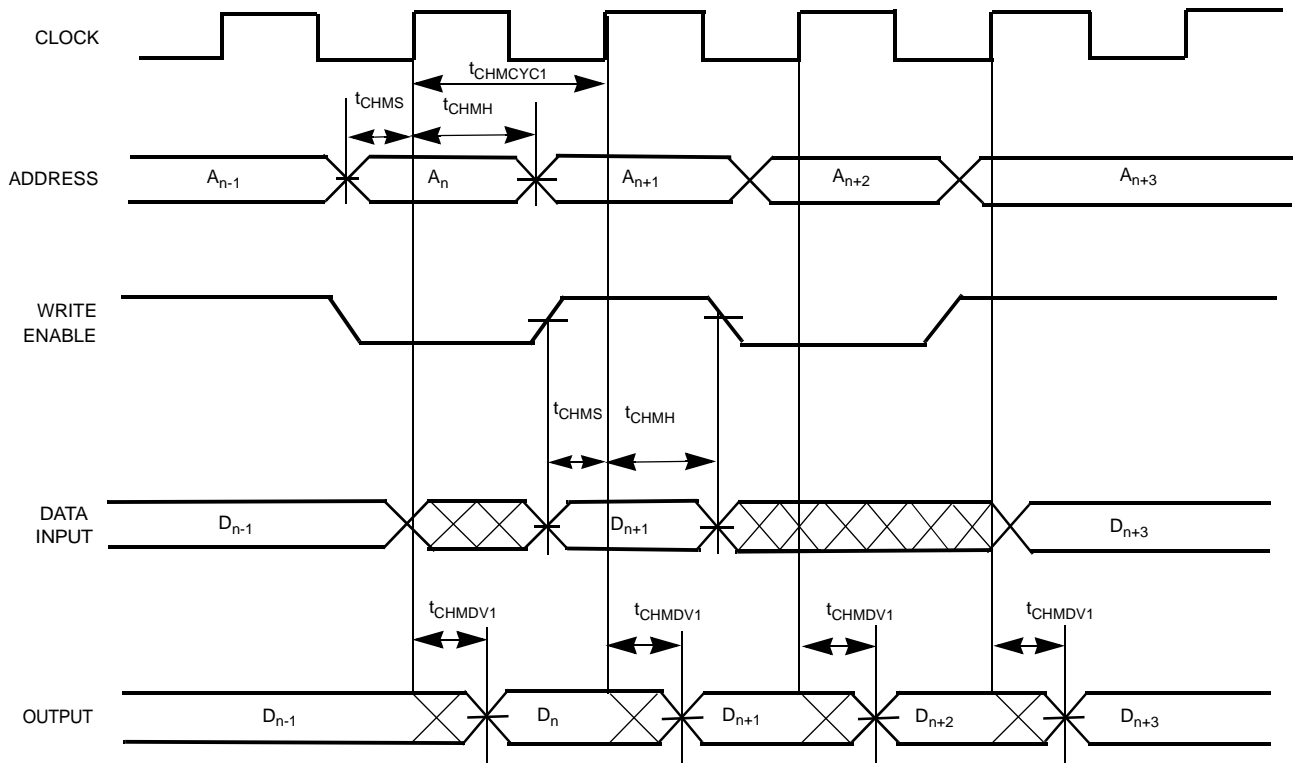 CLOCK
tCHMCYC1
tCHMS
tCHMH
ADDRESS
An-1
An
An+1
An+2
An+3
WRITE
ENABLE
tCHMS
tCHMH
DATA
INPUT
Dn-1
Dn+1
Dn+3
tCHMDV1
tCHMDV1
tCHMDV1
tCHMDV1
OUTPUT
Dn-1
Dn
Dn+1
Dn+2
Dn+3